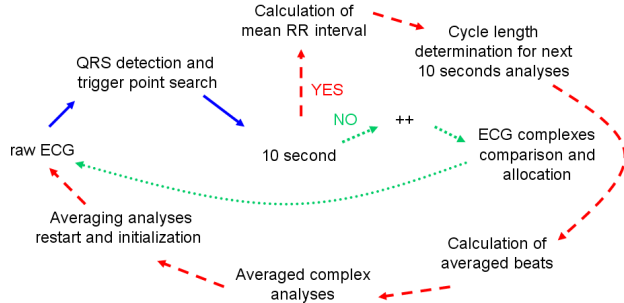 Calculation of
mean RR interval
Cycle length
determination for next
10 seconds analyses
QRS detection and
trigger point search
YES
NO
++
raw ECG
10 second
ECG complexes
comparison and
allocation
Averaging analyses
restart and initialization
Calculation of
averaged beats
Averaged complex
analyses